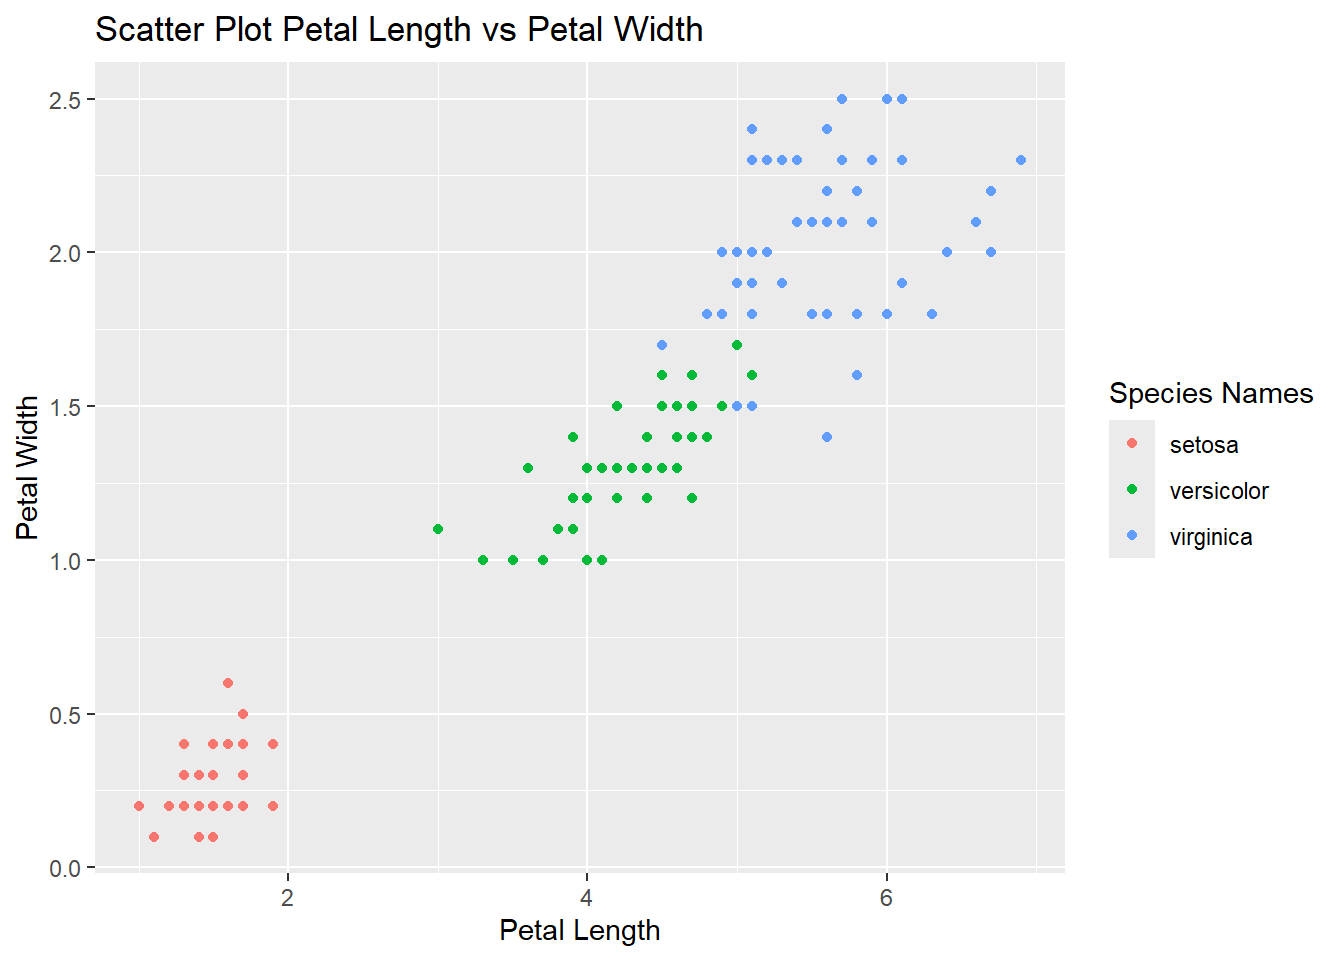 Scatter Plot Petal Length vs Petal Width
2.5
2.0
1.5
1.0
0.5
0.0
Petal Width
2 4 6
Petal Length
Species Names
setosa
versicolor
virginica